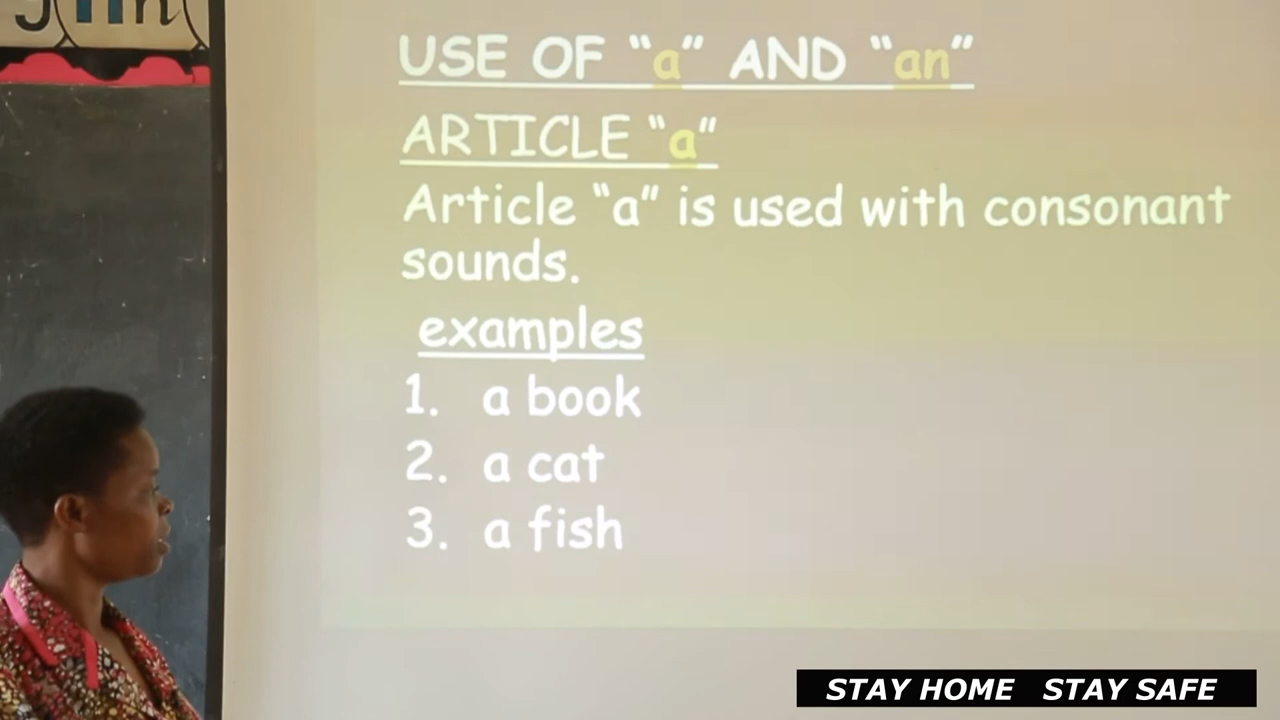 USE OF “a” AND “an”
ARTICLE “a”
Article “a” is used with consonant
sounds.
examples
1. a book
2. a cat
3. a fish
STAY HOME STAY SAFE